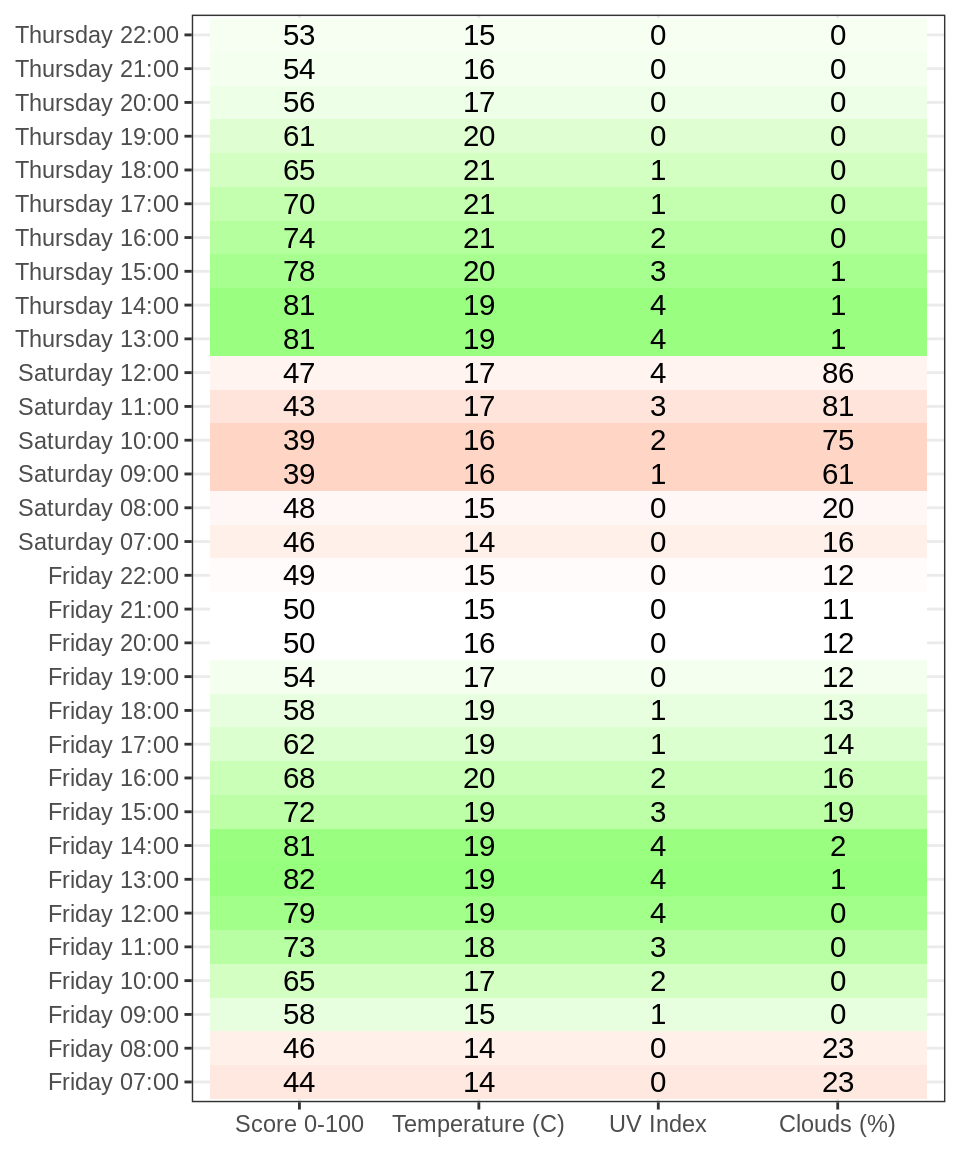 Thursday 22:00 53 15 0 0
Thursday 21:00 54 16 0 0
Thursday 20:00 56 17 0 0
Thursday 19:00 61 20 0 0
Thursday 18:00 65 21 1 0
Thursday 17:00 70 21 1 0
Thursday 16:00 74 21 2 0
Thursday 15:00 78 20 3 1
Thursday 14:00 81 19 4 1
Thursday 13:00 81 19 4 1
Saturday 12:00 47 17 4 86
Saturday 11:00 43 17 3 81
Saturday 10:00 39 16 2 75
Saturday 09:00 39 16 1 61
Saturday 08:00 48 15 0 20
Saturday 07:00 46 14 0 16
Friday 22:00 49 15 0 12
Friday 21:00 50 15 0 11
Friday 20:00 50 16 0 12
Friday 19:00 54 17 0 12
Friday 18:00 58 19 1 13
Friday 17:00 62 19 1 14
Friday 16:00 68 20 2 16
Friday 15:00 72 19 3 19
Friday 14:00 81 19 4 2
Friday 13:00 82 19 4 1
Friday 12:00 79 19 4 0
Friday 11:00 73 18 3 0
Friday 10:00 65 17 2 0
Friday 09:00 58 15 1 0
Friday 08:00 46 14 0 23
Friday 07:00 44 14 0 23
Score 0-100 Temperature (C) UV Index Clouds (%)